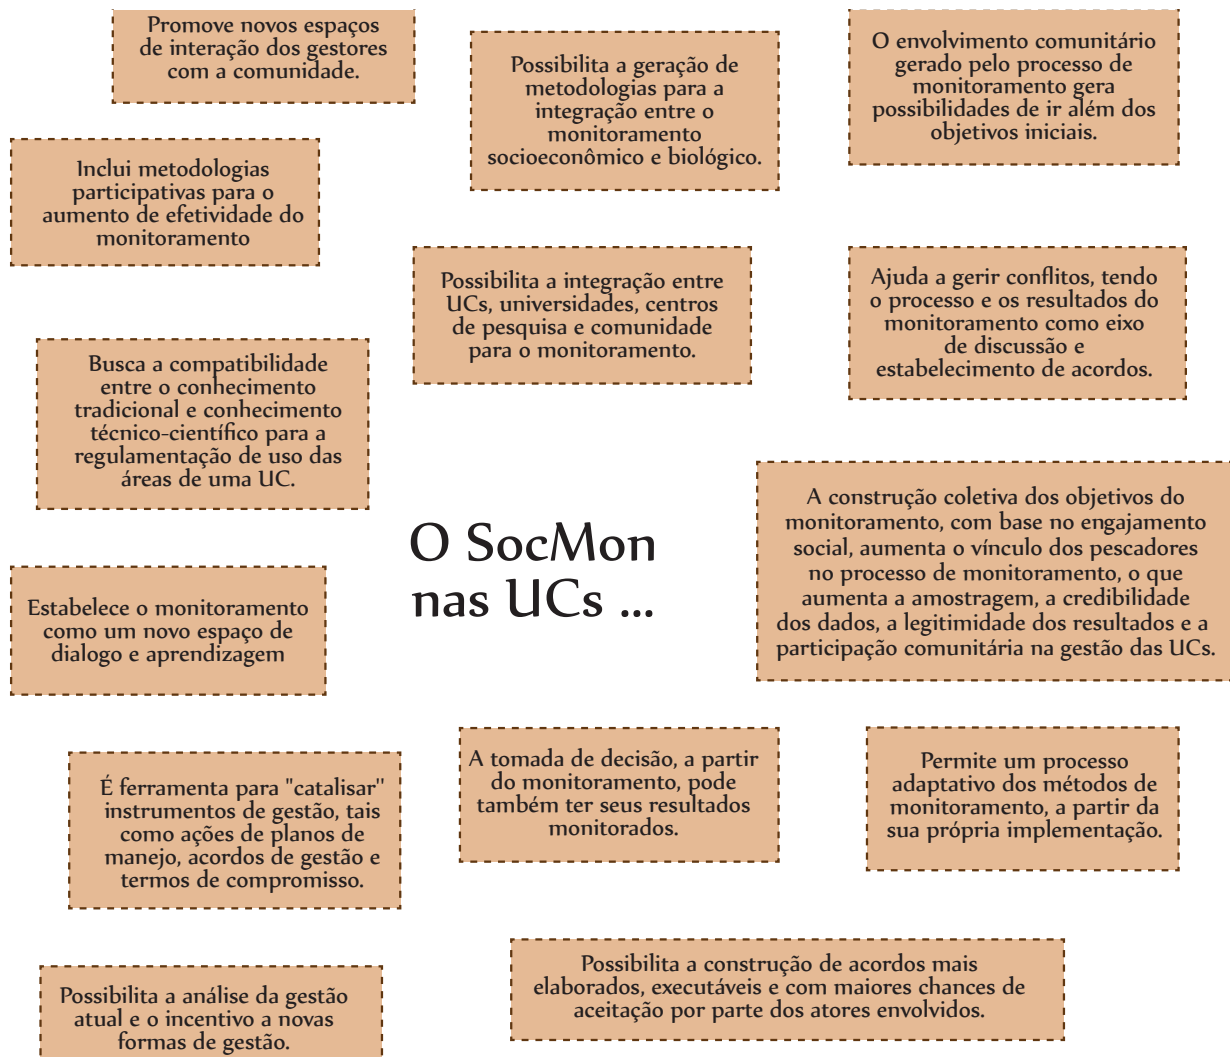 Promove novos espaços
de interação dos gestores
com a comunidade.
Possibilita a geração de
metodologias para a
integração entre o
monitoramento
socioeconômico e biológico.
O envolvimento comunitário
gerado pelo processo de
monitoramento gera
possibilidades de ir além dos
objetivos iniciais.
Inclui metodologias
participativas para o
aumento de efetividade do
monitoramento
Possibilita a integração entre
UCs, universidades, centros
de pesquisa e comunidade
para o monitoramento.
Ajuda a gerir conflitos, tendo
o processo e os resultados do
monitoramento como eixo
de discussão e
estabelecimento de acordos.
Busca a compatibilidade
entre o conhecimento
tradicional e conhecimento
técnico-científico para a
regulamentação de uso das
áreas de uma UC.
O SocMon
nas UCs ...
A construção coletiva dos objetivos do
monitoramento, com base no engajamento
social, aumenta o vínculo dos pescadores
no processo de monitoramento, o que
aumenta a amostragem, a credibilidade
dos dados, a legitimidade dos resultados e a
participação comunitária na gestão das UCs.
Estabelece o monitoramento
como um novo espaço de
dialogo e aprendizagem
É ferramenta para "catalisar"
instrumentos de gestão, tais
como ações de planos de
manejo, acordos de gestão e
termos de compromisso.
A tomada de decisão, a partir
do monitoramento, pode
também ter seus resultados
monitorados.
Permite um processo
adaptativo dos métodos de
monitoramento, a partir da
sua própria implementação.
Possibilita a análise da gestão
atual e o incentivo a novas
formas de gestão.
Possibilita a construção de acordos mais
elaborados, executáveis e com maiores chances de
aceitação por parte dos atores envolvidos.